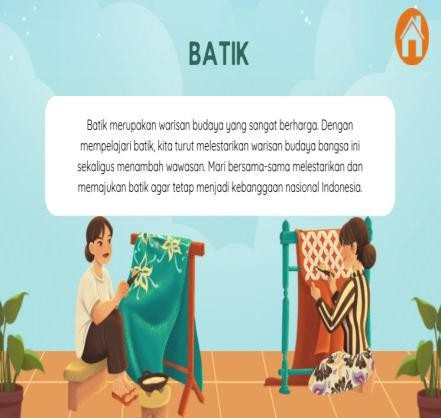 BATIK
Batik merupakan warisan budaya yang sangat berharga. Dengan
mempelajari batik, kita turut melestarikan warisan budaya bangsa ini
sekaligus menambah wawasan. Mari bersama-sama melestarikan dan
memajukan batik agar tetap menjadi kebanggaan nasional Indonesia.